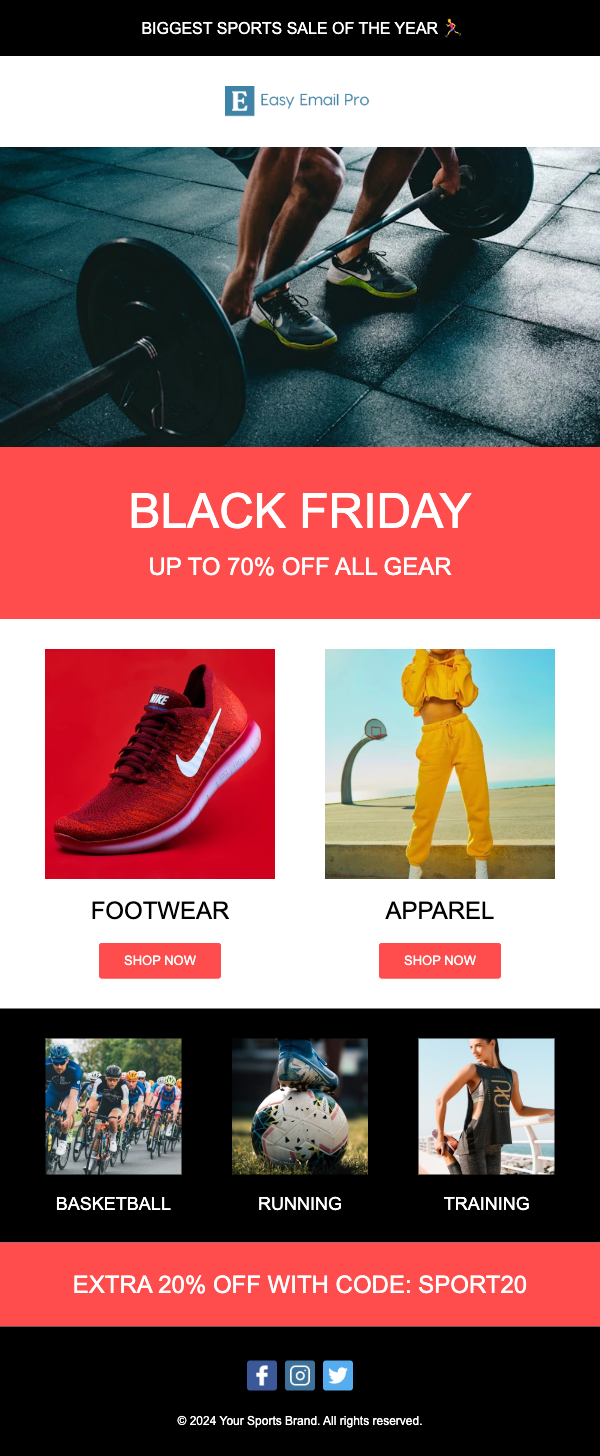 BIGGEST SPORTS SALE OF THE YEAR 🏃
E Easy Email Pro
BLACK FRIDAY
UP TO 70% OFF ALL GEAR
NIKE
FOOTWEAR
APPAREL
SHOP NOW
SHOP NOW
BASKETBALL
RUNNING
TRAINING
EXTRA 20% OFF WITH CODE: SPORT20
© 2024 Your Sports Brand. All rights reserved.